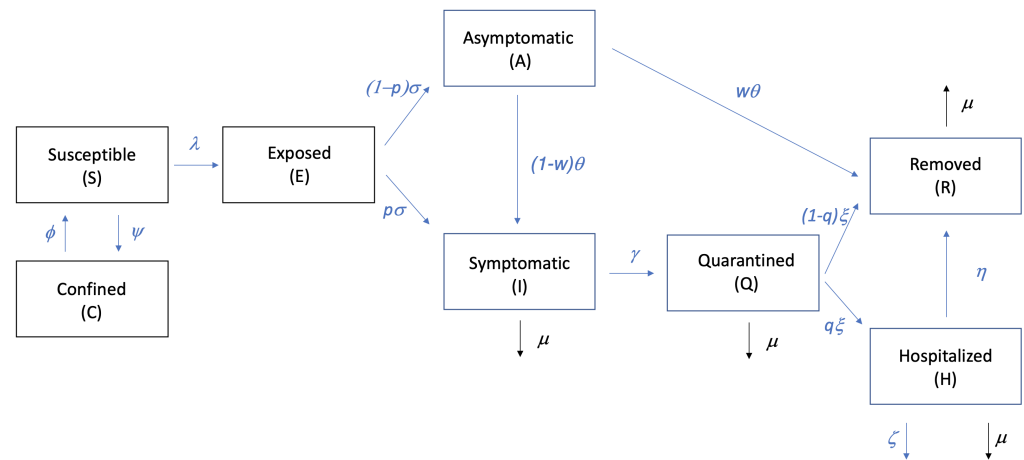 Asymptomatic
(A)
(1-p)σ
wθ
μ
Susceptible
(S)
λ
Exposed
(E)
(1-w)θ
Removed
(R)
pσ
(1-q)ξ
ϕ
ψ
Symptomatic
(I)
γ
Quarantined
(Q)
η
Confined
(C)
qξ
μ
μ
Hospitalized
(H)
ζ
μ